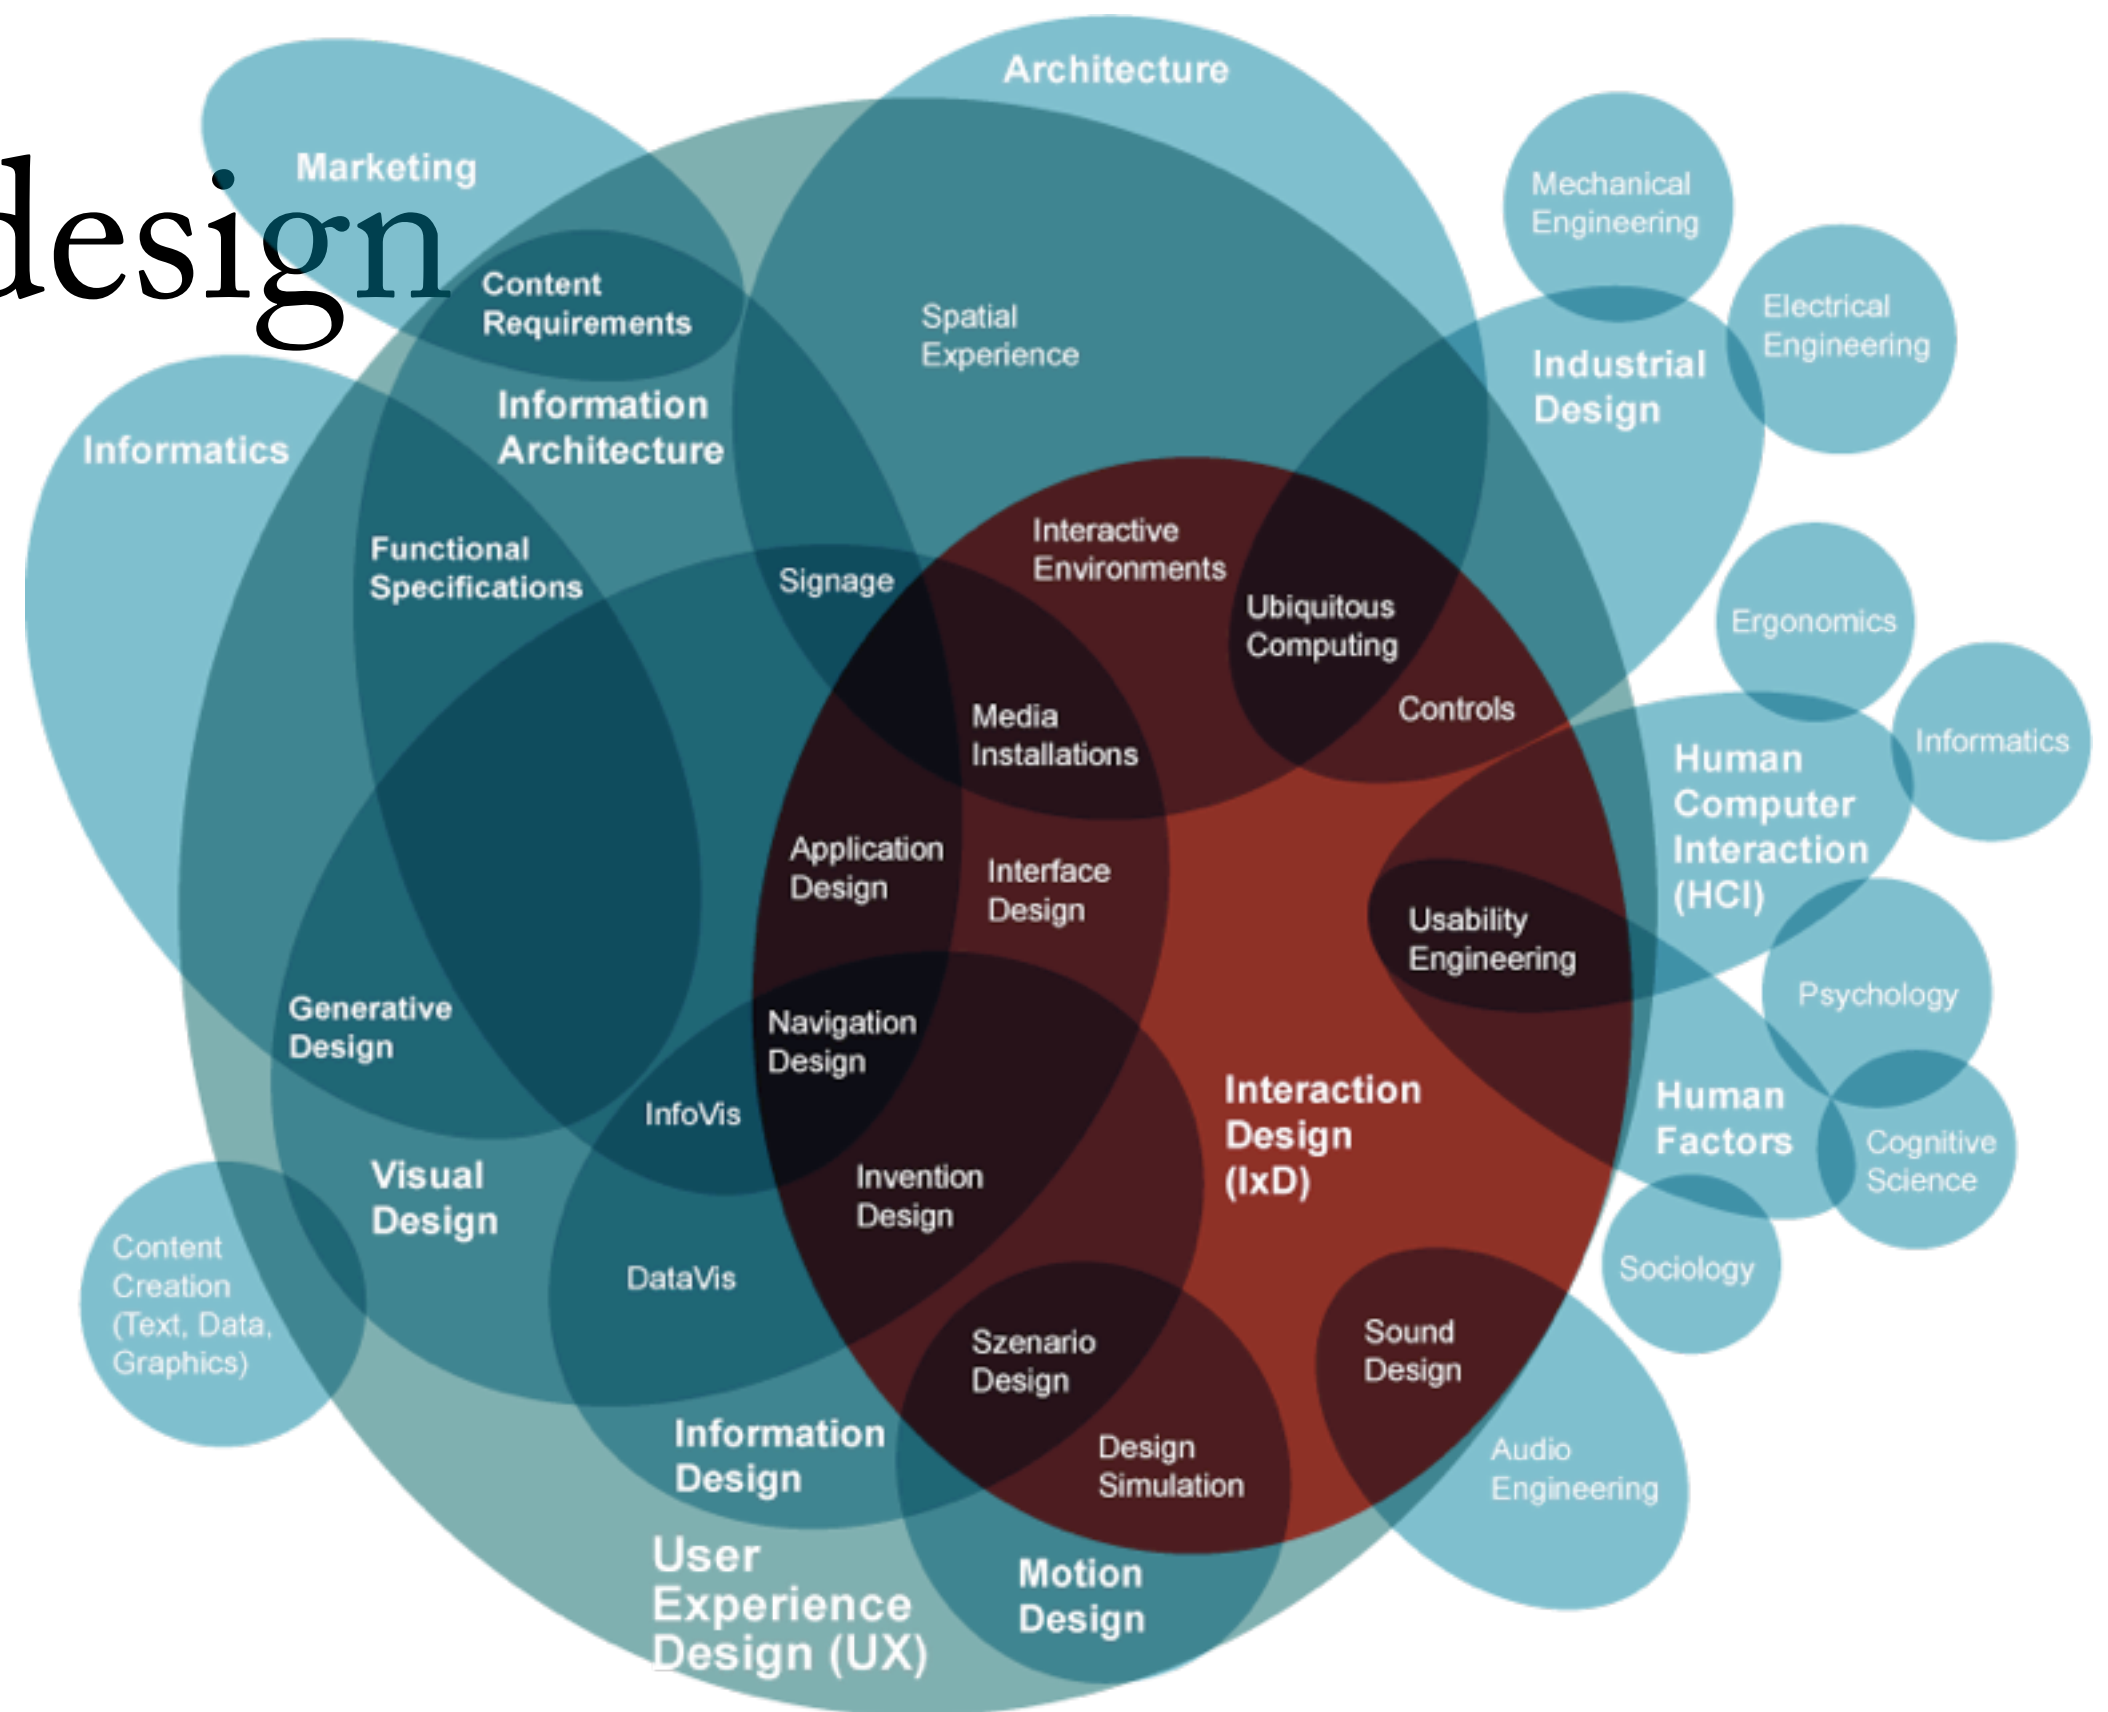 design
Architecture
Marketing
Mechanical
Engineering
Content
Requirements
Spatial
Experience
Electrical
Engineering
Industrial
Design
Information
Architecture
Informatics
Functional
Specifications
Signage
Interactive
Environments
Ubiquitous
Computing
Ergonomics
Controls
Media
Installations
Human
Computer
Interaction
(HCI)
Informatics
Application
Design
Interface
Design
Usability
Engineering
Psychology
Generative
Design
Navigation
Design
InfoVis
Interaction
Design
(IxD)
Human
Factors
Cognitive
Science
Visual
Design
Invention
Design
Content
Creation
(Text, Data,
Graphics)
DataVis
Sociology
Szenario
Design
Sound
Design
Information
Design
Design
Simulation
Audio
Engineering
User
Experience
Design (UX)
Motion
Design